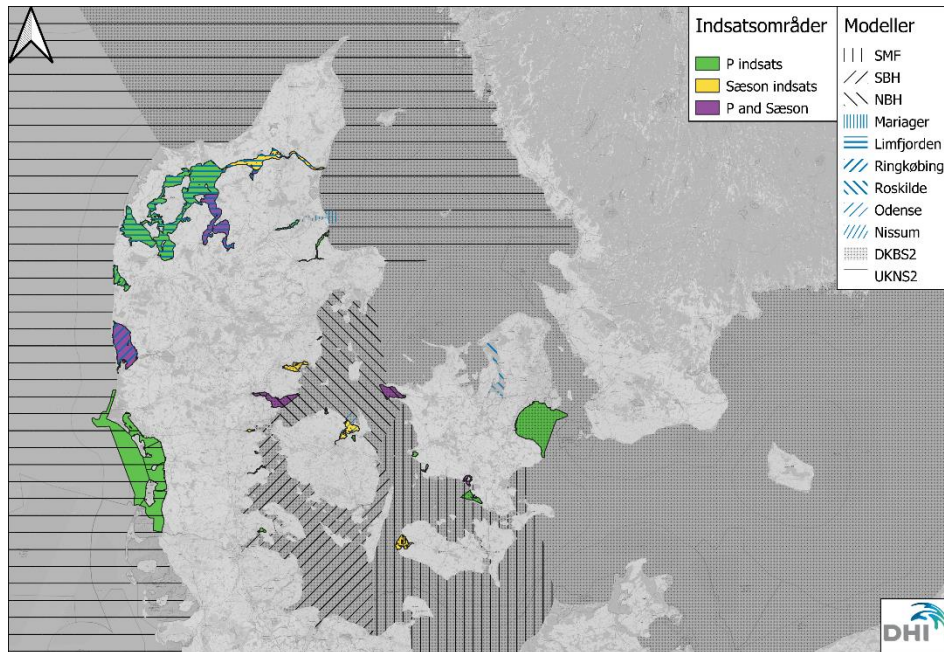 Indsatsområder
P indsats
Sæson indsats
P and Sæson
Modeller
SMF
SBH
NBH
Mariager
Limfjorden
Ringkøbing
Roskilde
Odense
Nissum
DKBS2
UKNS2
DHI